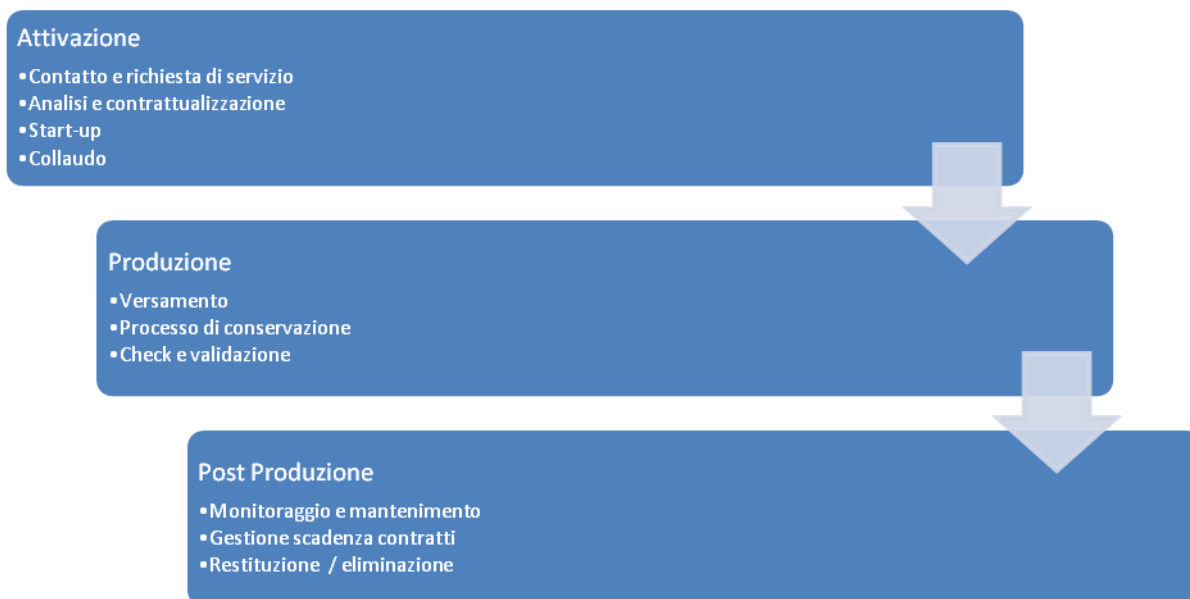 Attivazione
•Contatto e richiesta di servizio
•Analisi e contrattualizzazione
•Start-up
•Collaudo
Produzione
•Versamento
•Processo di conservazione
•Check e validazione
Post Produzione
•Monitoraggio e mantenimento
•Gestione scadenza contratti
•Restituzione / eliminazione